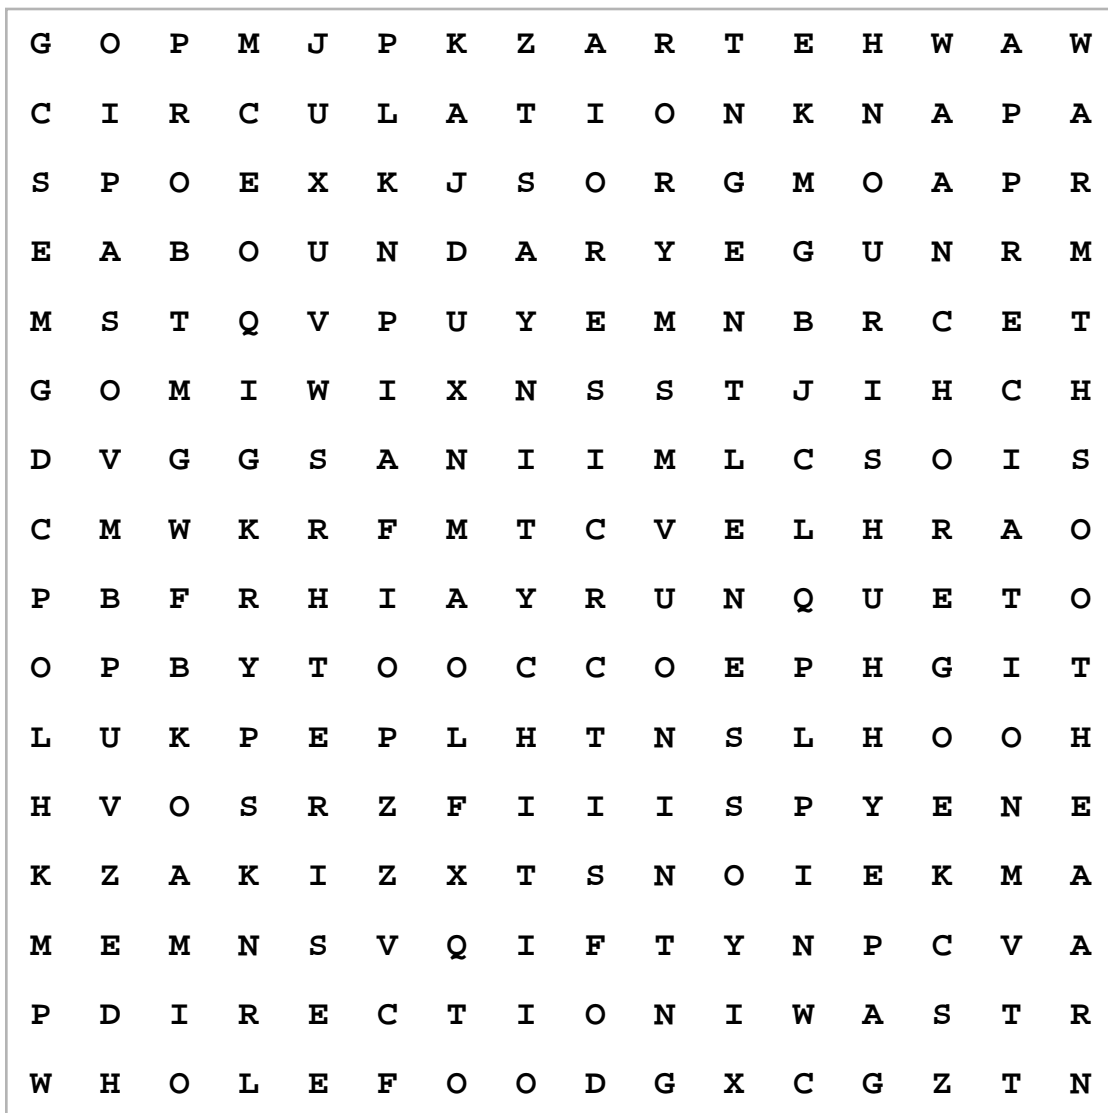 G O P M J P K Z A R T E H W A W
C I R C U L A T I O N K N A P A
S P O E X K J S O R G M O A P R
E A B O U N D A R Y E G U N R M
M S T Q V P U Y E M N B R C E T
G O M I W I X N S S T J I H C H
D V G G S A N I I M L C S O I S
C M W K R F M T C V E L H R A O
P B F R H I A Y R U N Q U E T O
O P B Y T O O C C O E P H G I T
L U K P E P L H T N S L H O O H
H V O S R Z F I I I S P Y E N E
K Z A K I Z X T S N O I E K M A
M E M N S V Q I F T Y N P C V A
P D I R E C T I O N I W A S T R
W H O L E F O O D G X C G Z T N